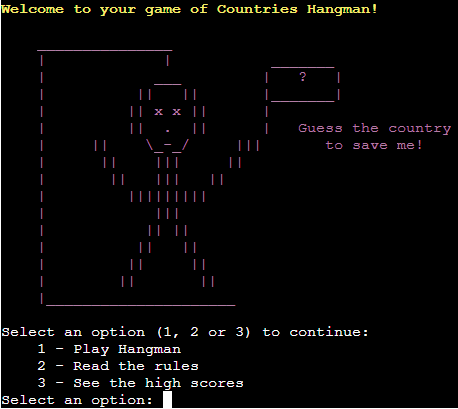 Welcome to your game of Countries Hangman!
?
x x
Guess the country
to save me!
Select an option (1, 2 or 3) to continue:
1 - Play Hangman
2 - Read the rules
3 - See the high scores
Select an option: